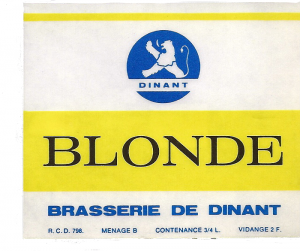 DINANT
BLONDE
BRASSERIE DE DINANT
R.C.D. 796. MENAGE B CONTENANCE 3/4 L. VIDANGE 2 F.